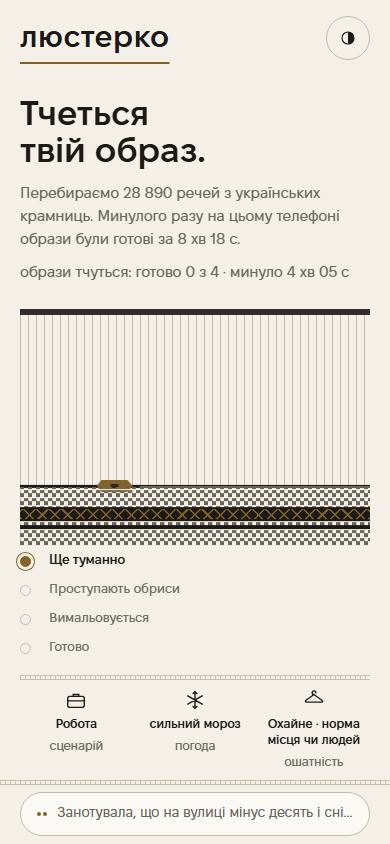 люстерко
Тчеться
твій образ.
Перебираємо 28 890 речей з українських
крамниць. Минулого разу на цьому телефоні
образи були готові за 8 хв 18 с.
образи тчуться: готово 0 з 4 · минуло 4 хв 05 с
Ще туманно
Проступають обриси
Вимальовується
Готово
Робота
сценарій
сильний мороз
погода
Охайне · норма
місця чи людей
ошатність
Занотувала, що на вулиці мінус десять і сні...